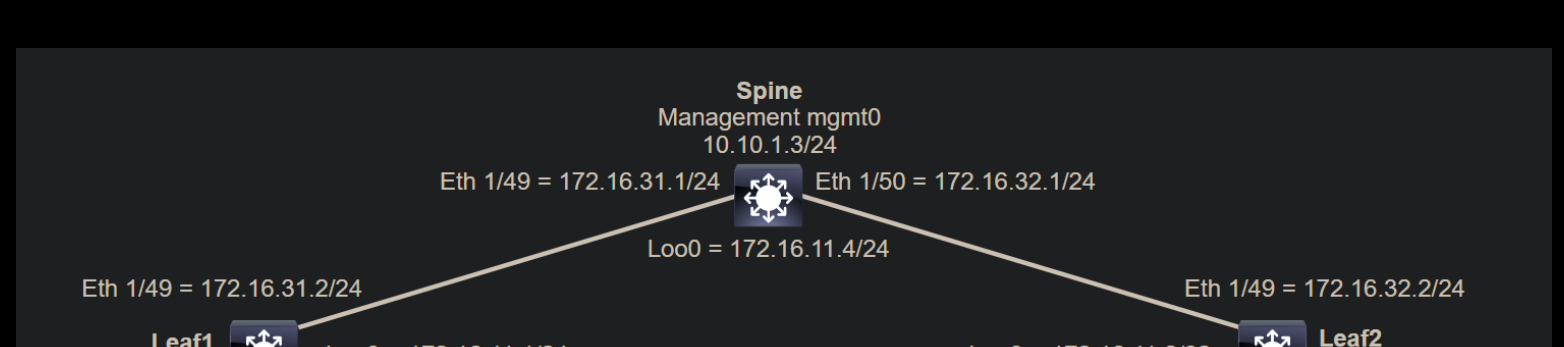 Spine
Management mgmt0
10.10.1.3/24
Eth 1/49 = 172.16.31.1/24
Eth 1/50 = 172.16.32.1/24
Loo0 = 172.16.11.4/24
Eth 1/49 = 172.16.31.2/24
Eth 1/49 = 172.16.32.2/24
Leaf1
Leaf2